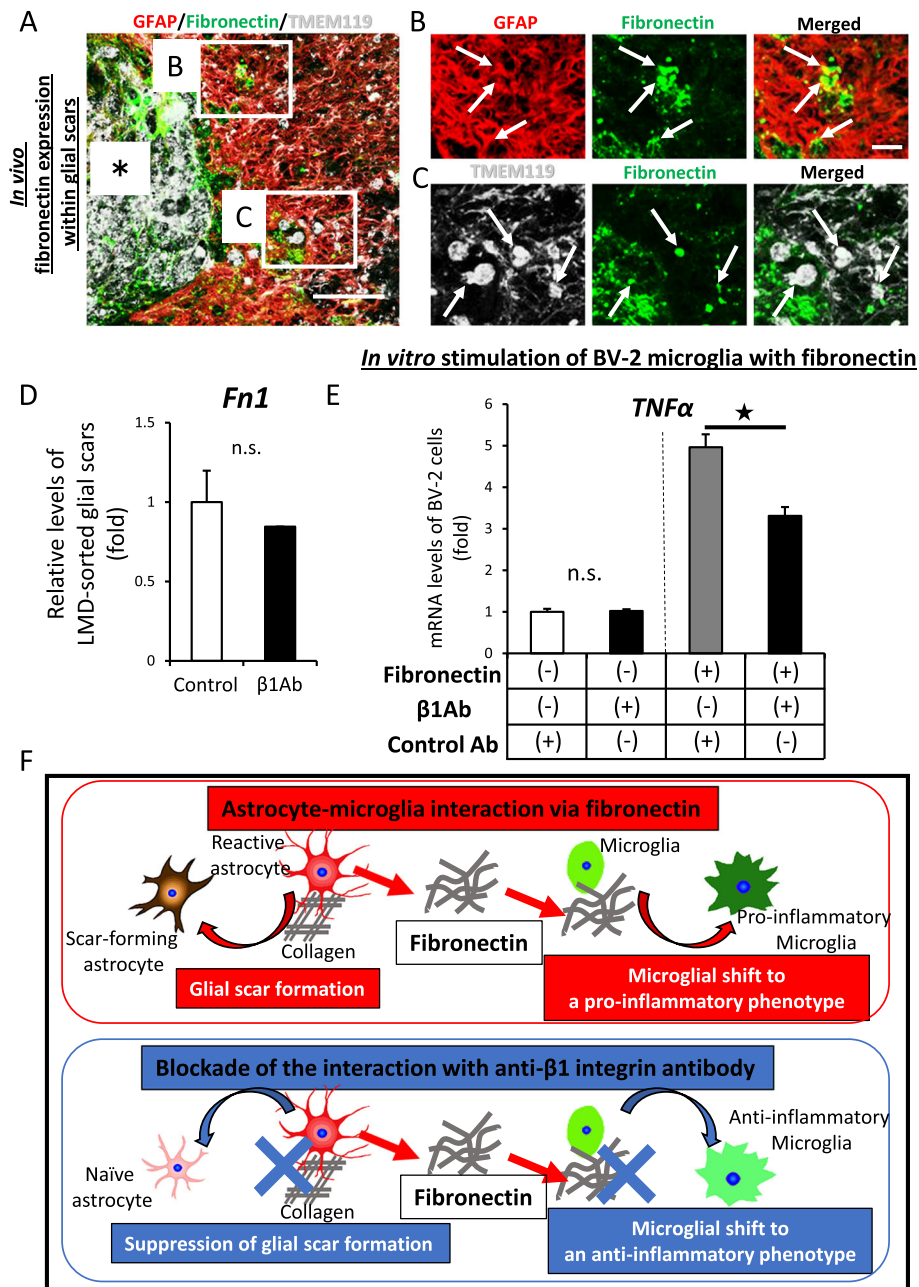 A
GFAP/Fibronectin/TMEM119
In vivo
fibronectin expression
within glial scars
B
*
C
B
GFAP
Fibronectin
Merged
C
TMEM119
Fibronectin
Merged
In vitro stimulation of BV-2 microglia with fibronectin
D
Fn1
Relative levels of
LMD-sorted glial scars
(fold)
1.5
1
0.5
0
n.s.
Control
β1Ab
E
TNFα
mRNA levels of BV-2 cells
(fold)
6
5
4
3
2
1
0
n.s.
★
Fibronectin (-) (-) (+) (+)
β1Ab (-) (+) (-) (+)
Control Ab (+) (-) (+) (-)
F
Astrocyte-microglia interaction via fibronectin
Reactive
astrocyte
Microglia
Scar-forming
astrocyte
Collagen
Fibronectin
Pro-inflammatory
Microglia
Glial scar formation
Microglial shift to
a pro-inflammatory phenotype
Blockade of the interaction with anti-β1 integrin antibody
Anti-inflammatory
Microglia
Naïve
astrocyte
Collagen
Fibronectin
Suppression of glial scar formation
Microglial shift to
an anti-inflammatory phenotype